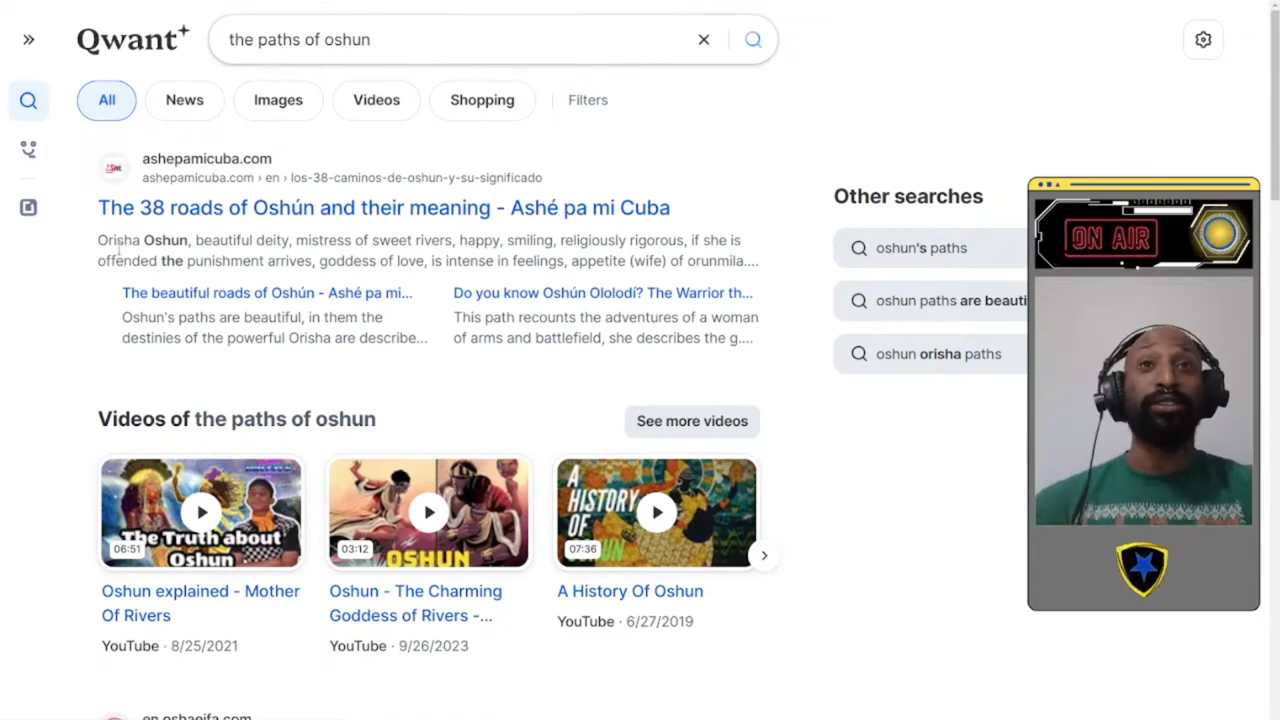 Qwant+
the paths of oshun
All
News
Images
Videos
Shopping
Filters
ashepamicuba.com
ashepamicuba.com › en › los-38-caminos-de-oshun-y-su-significado
The 38 roads of Oshún and their meaning - Ashé pa mi Cuba
Orisha Oshun, beautiful deity, mistress of sweet rivers, happy, smiling, religiously rigorous, if she is
offended the punishment arrives, goddess of love, is intense in feelings, appetite (wife) of orunmila....
The beautiful roads of Oshún - Ashé pa mi...
Oshun's paths are beautiful, in them the
destinies of the powerful Orisha are describe...
Do you know Oshún Ololodí? The Warrior th...
This path recounts the adventures of a woman
of arms and battlefield, she describes the g....
Videos of the paths of oshun
See more videos
The Truth about
Oshun
06:51
Oshun explained - Mother
Of Rivers
YouTube · 8/25/2021
OSHUN
03:12
Oshun - The Charming
Goddess of Rivers -...
YouTube · 9/26/2023
A
HISTORY
OF
07:36
A History Of Oshun
YouTube · 6/27/2019
en.oshaeifa.com
Other searches
oshun's paths
oshun paths are beauti
oshun orisha paths
ON AIR